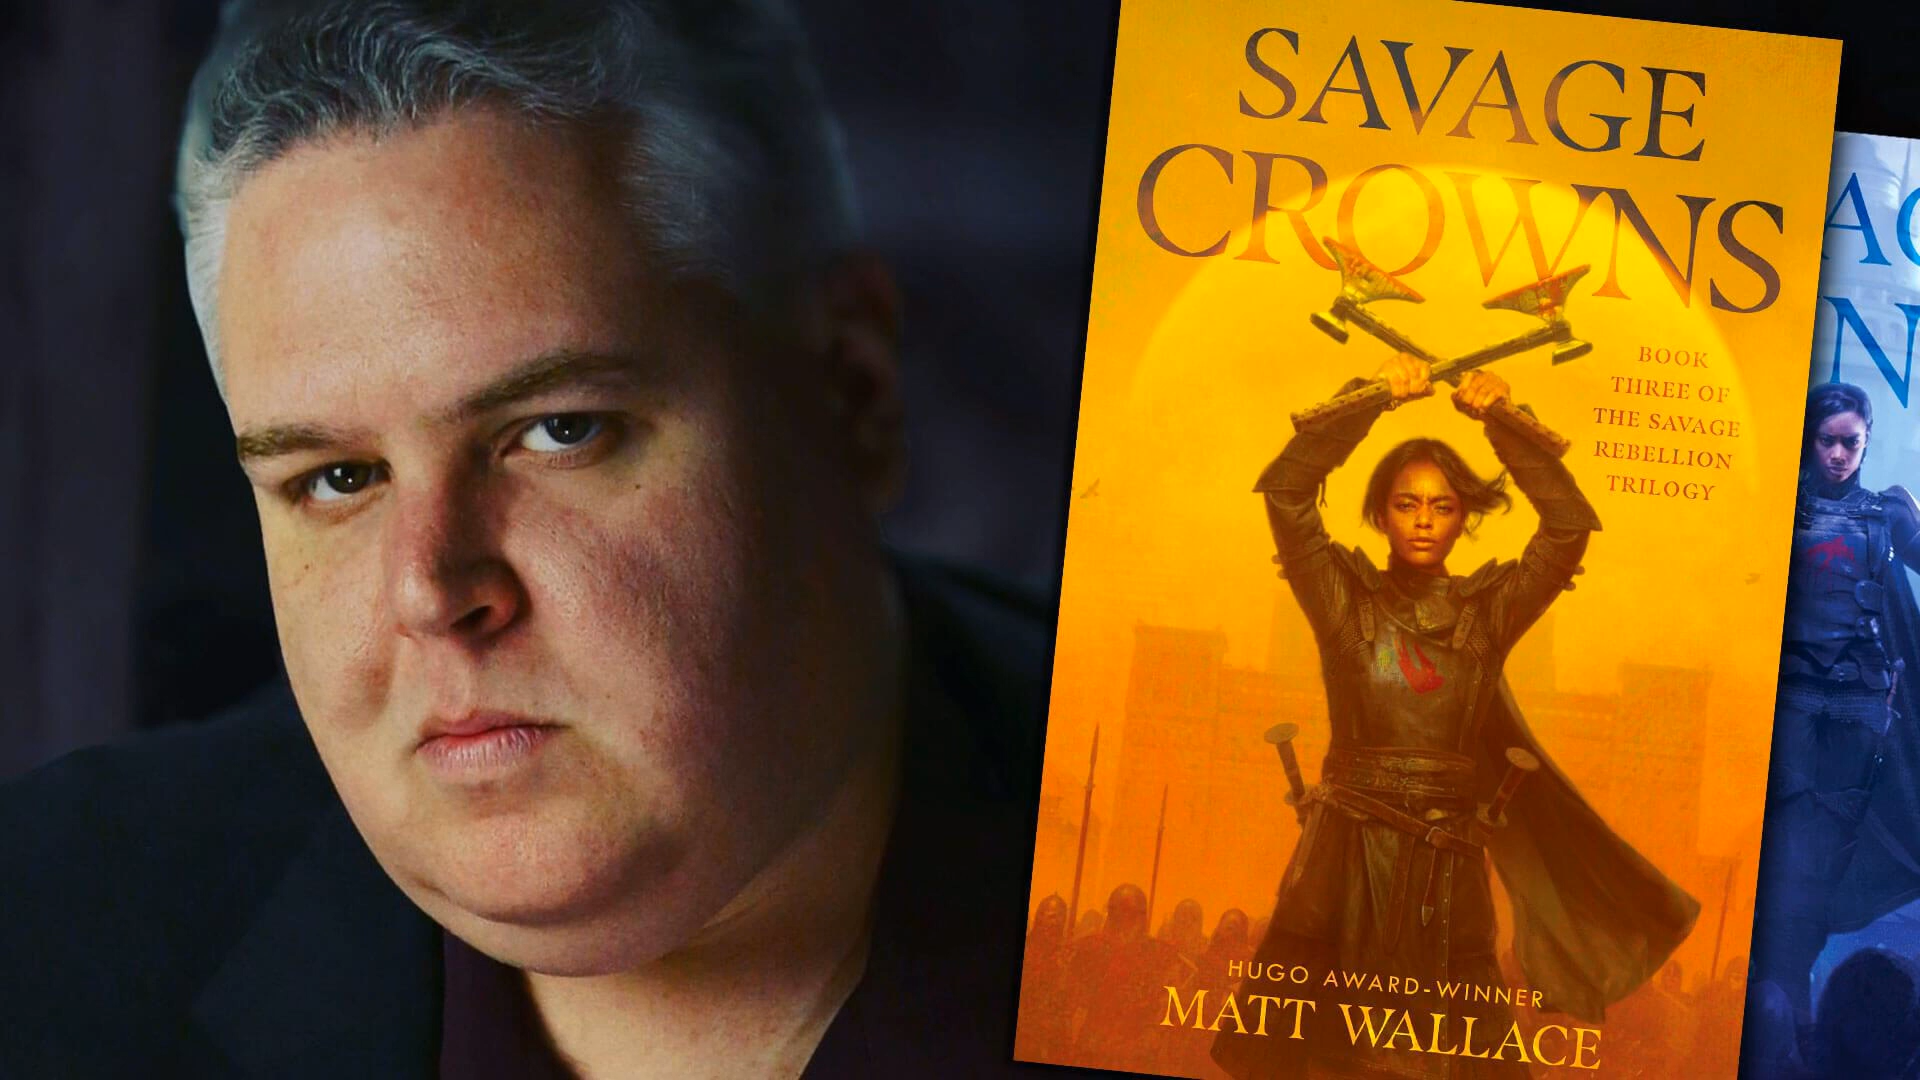 SAVAGE
CROWNS
BOOK
THREE OF
THE SAVAGE
REBELLION
TRILOGY
HUGO AWARD-WINNER
MATT WALLACE